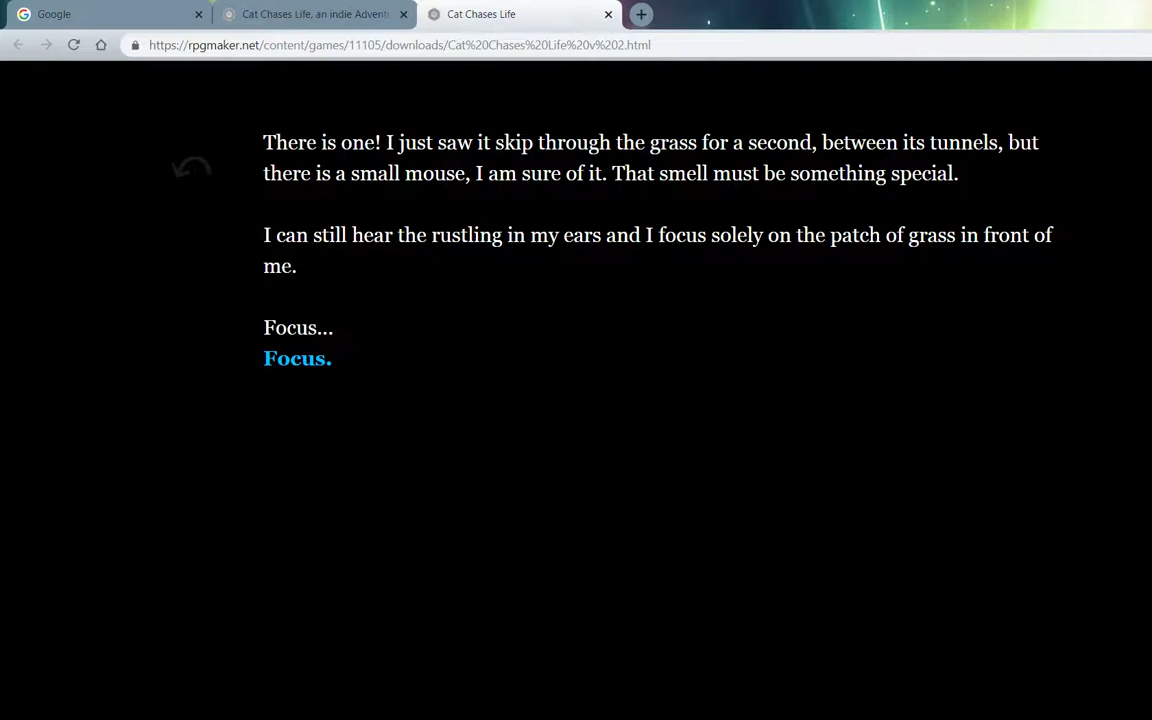 Google
Cat Chases Life, an indie Advent
Cat Chases Life
https://rpgmaker.net/content/games/11105/downloads/Cat%20Chases%20Life%20v%202.html
There is one! I just saw it skip through the grass for a second, between its tunnels, but
there is a small mouse, I am sure of it. That smell must be something special.
I can still hear the rustling in my ears and I focus solely on the patch of grass in front of
me.
Focus...
Focus.